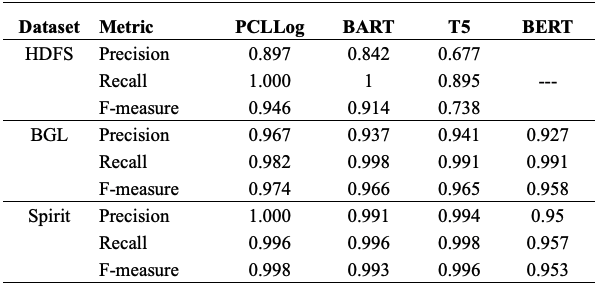 Dataset Metric PCLLog BART T5 BERT
HDFS Precision 0.897 0.842 0.677
Recall 1.000 1 0.895 ---
F-measure 0.946 0.914 0.738
BGL Precision 0.967 0.937 0.941 0.927
Recall 0.982 0.998 0.991 0.991
F-measure 0.974 0.966 0.965 0.958
Spirit Precision 1.000 0.991 0.994 0.95
Recall 0.996 0.996 0.998 0.957
F-measure 0.998 0.993 0.996 0.953